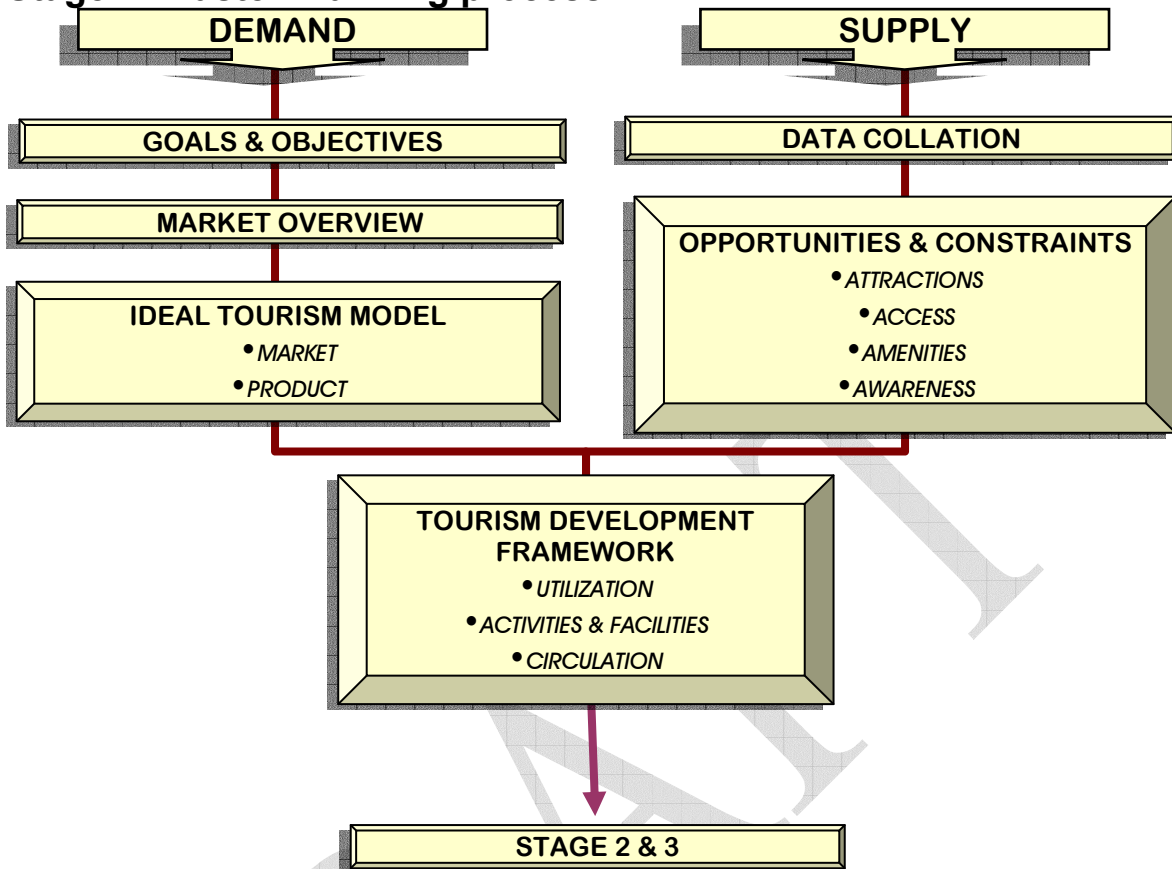 DEMAND
GOALS & OBJECTIVES
MARKET OVERVIEW
IDEAL TOURISM MODEL
• MARKET
• PRODUCT
SUPPLY
DATA COLLATION
OPPORTUNITIES & CONSTRAINTS
• ATTRACTIONS
• ACCESS
• AMENITIES
• AWARENESS
TOURISM DEVELOPMENT
FRAMEWORK
• UTILIZATION
• ACTIVITIES & FACILITIES
• CIRCULATION
STAGE 2 & 3